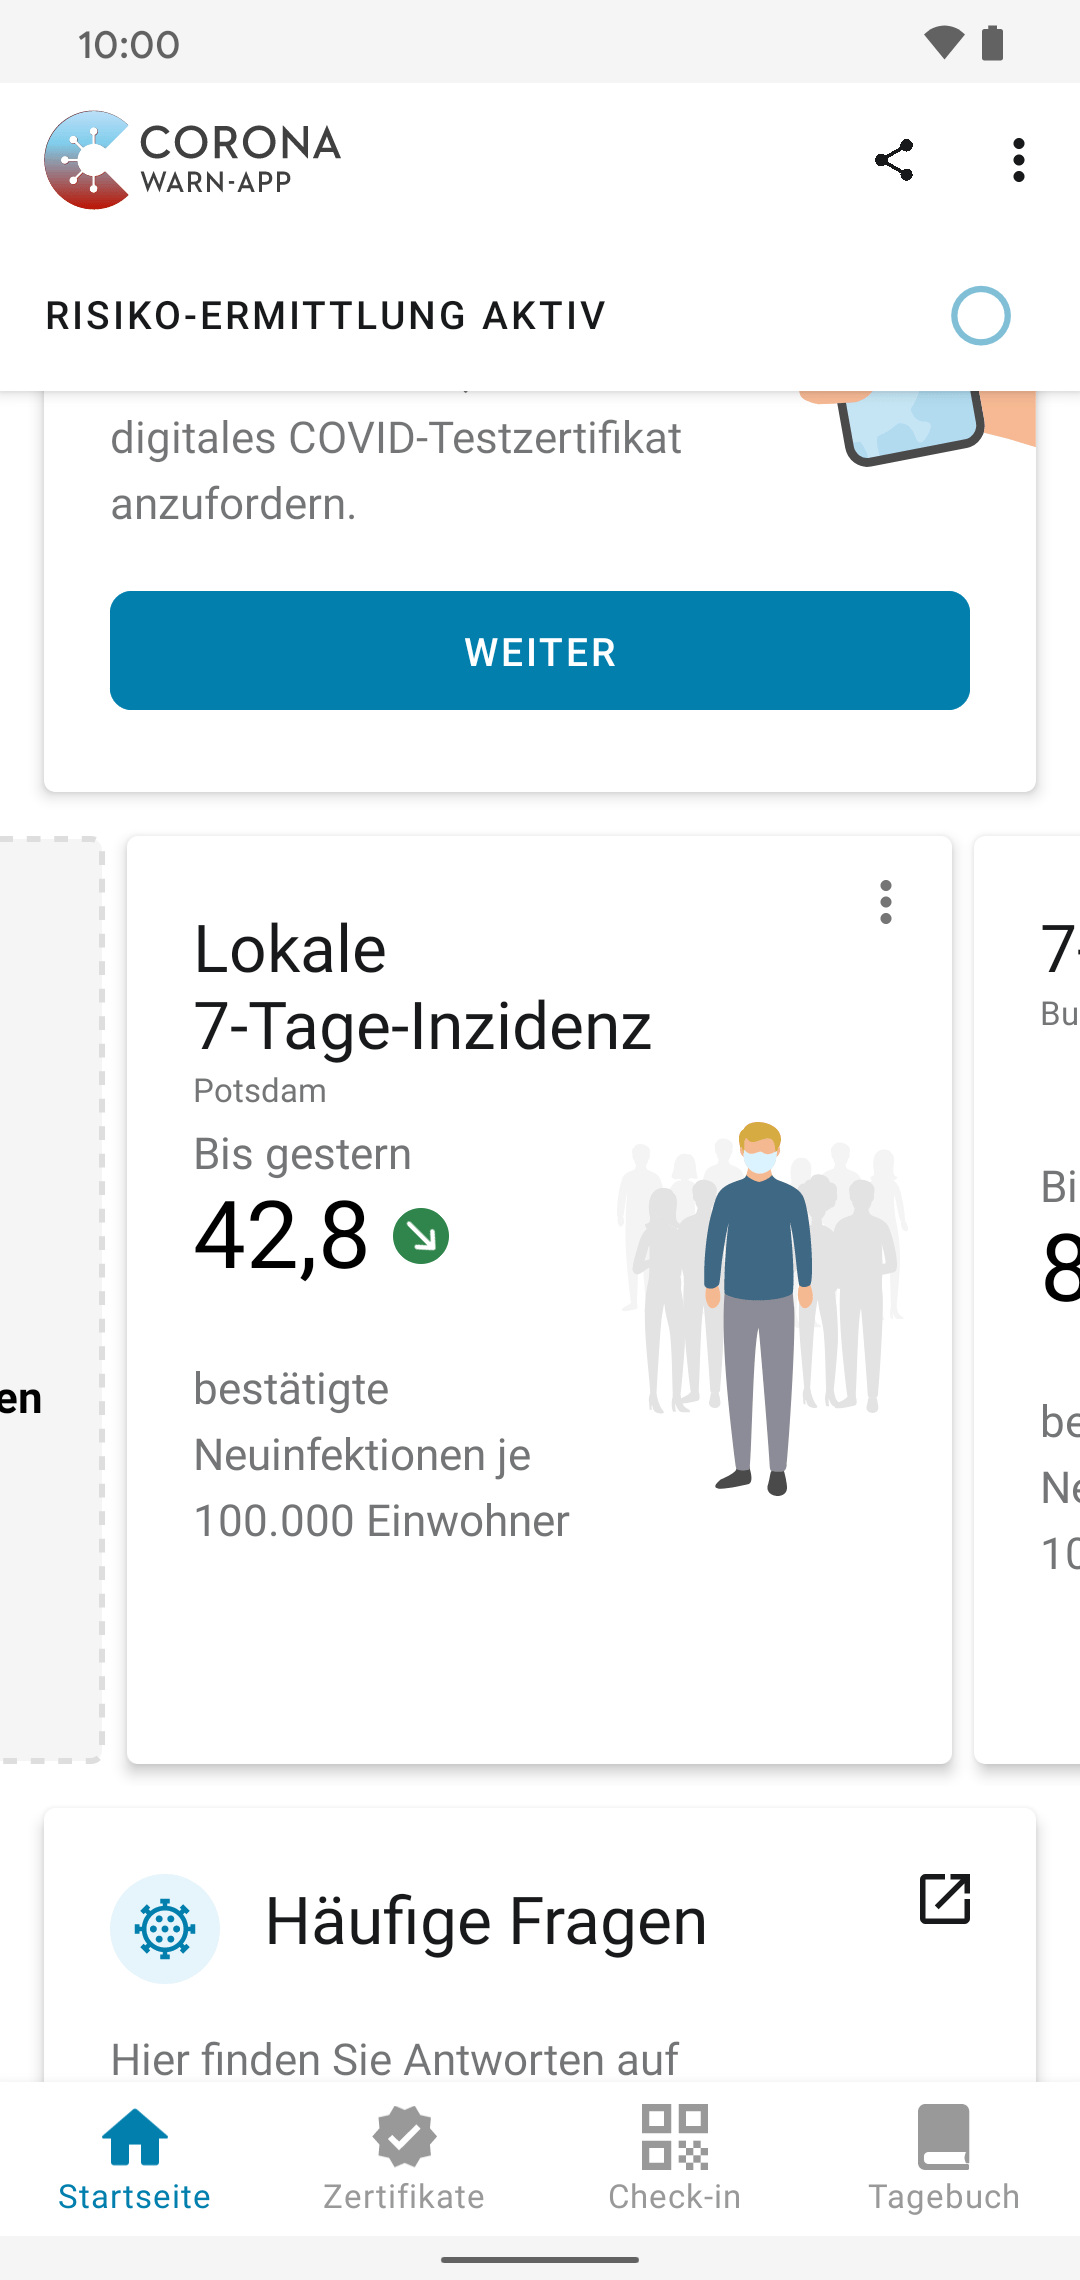 10:00
CORONA
WARN-APP
RISIKO-ERMITTLUNG AKTIV
digitales COVID-Testzertifikat
anzufordern.
WEITER
en
Lokale
7-Tage-Inzidenz
Potsdam
Bis gestern
42,8
bestätigte
Neuinfektionen je
100.000 Einwohner
7-
Bu
Bi
8
be
Ne
10
Häufige Fragen
Hier finden Sie Antworten auf
Startseite
Zertifikate
Check-in
Tagebuch